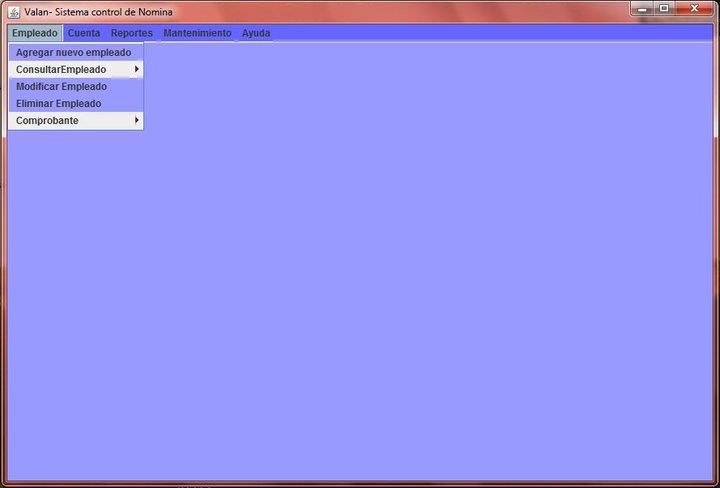 Valan- Sistema control de Nomina
Empleado Cuenta Reportes Mantenimiento Ayuda
Agregar nuevo empleado
ConsultarEmpleado
Modificar Empleado
Eliminar Empleado
Comprobante